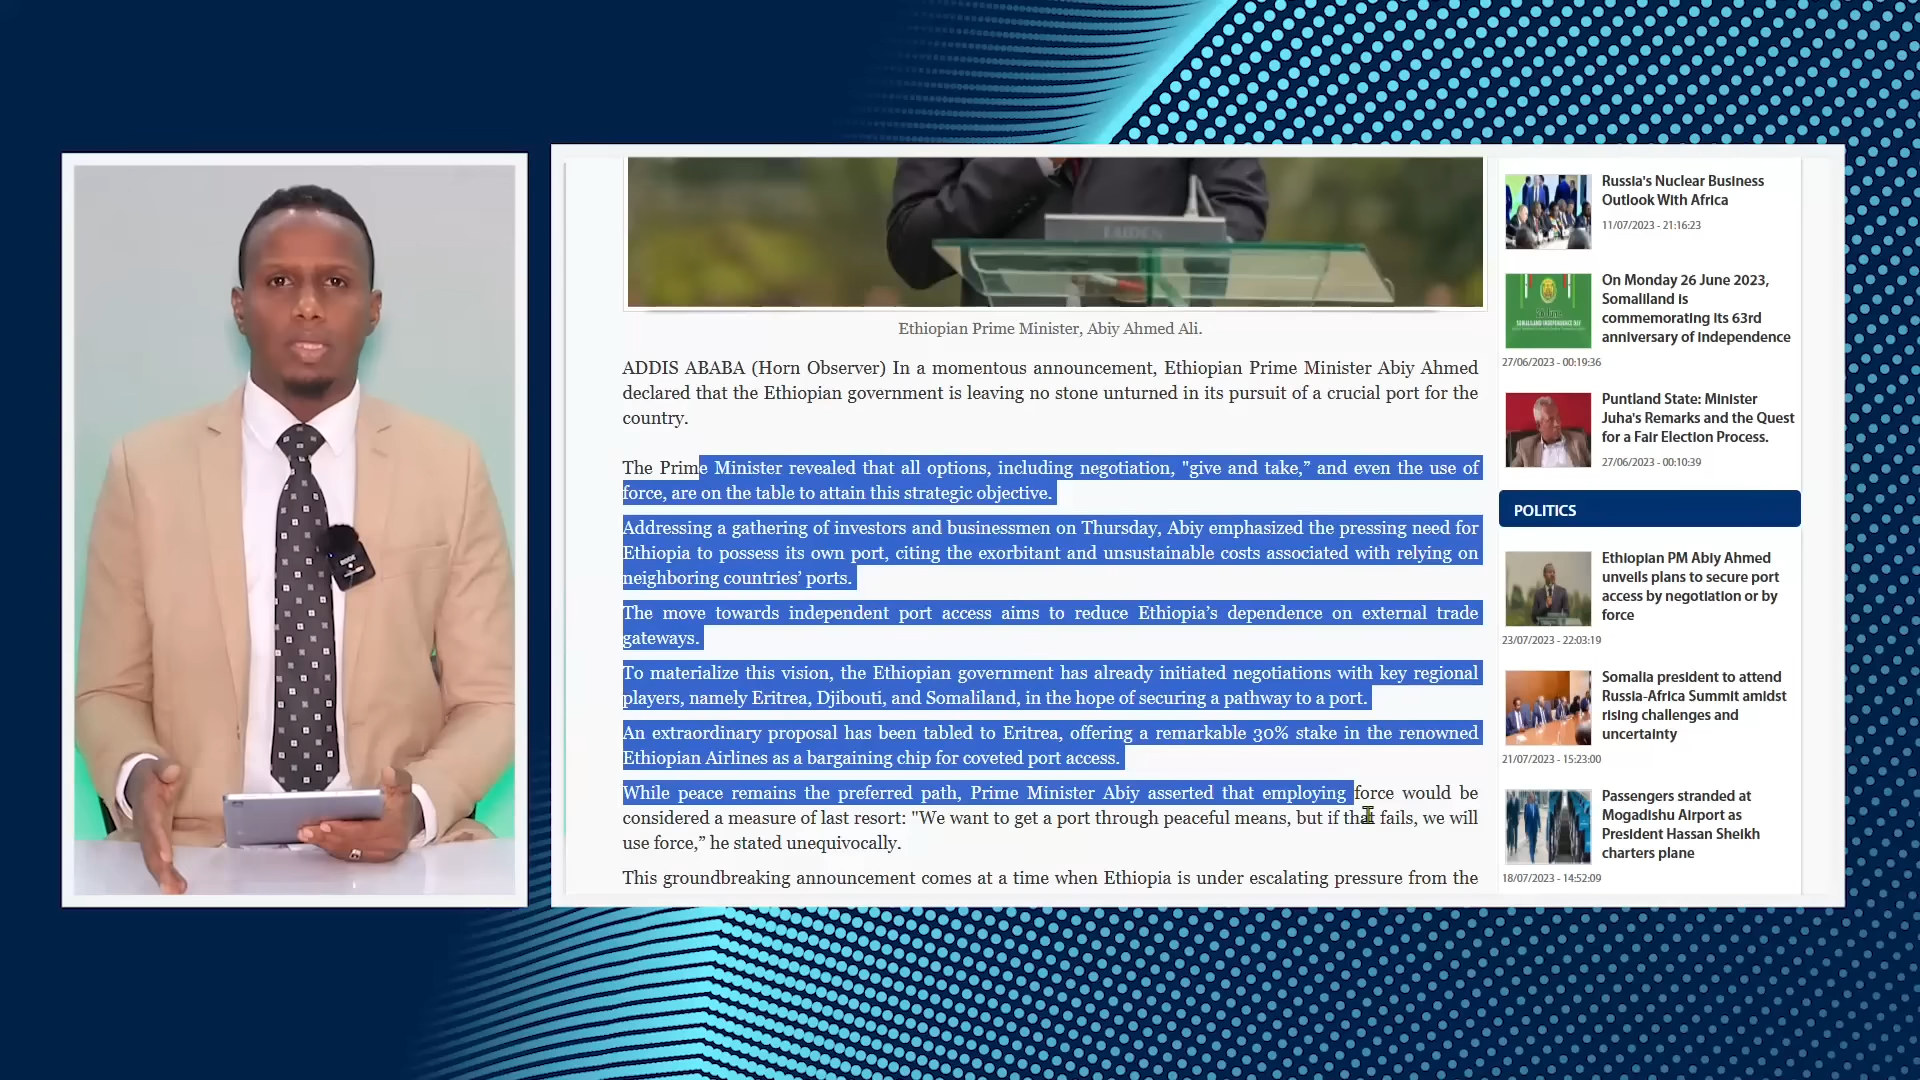 Ethiopian Prime Minister, Abiy Ahmed Ali.
ADDIS ABABA (Horn Observer) In a momentous announcement, Ethiopian Prime Minister Abiy Ahmed
declared that the Ethiopian government is leaving no stone unturned in its pursuit of a crucial port for the
country.
The Prime Minister revealed that all options, including negotiation, "give and take,” and even the use of
force, are on the table to attain this strategic objective.
Addressing a gathering of investors and businessmen on Thursday, Abiy emphasized the pressing need for
Ethiopia to possess its own port, citing the exorbitant and unsustainable costs associated with relying on
neighboring countries’ ports.
The move towards independent port access aims to reduce Ethiopia’s dependence on external trade
gateways.
To materialize this vision, the Ethiopian government has already initiated negotiations with key regional
players, namely Eritrea, Djibouti, and Somaliland, in the hope of securing a pathway to a port.
An extraordinary proposal has been tabled to Eritrea, offering a remarkable 30% stake in the renowned
Ethiopian Airlines as a bargaining chip for coveted port access.
While peace remains the preferred path, Prime Minister Abiy asserted that employing force would be
considered a measure of last resort: "We want to get a port through peaceful means, but if that fails, we will
use force,” he stated unequivocally.
This groundbreaking announcement comes at a time when Ethiopia is under escalating pressure from the
Russia's Nuclear Business
Outlook With Africa
11/07/2023 - 21:16:23
On Monday 26 June 2023,
Somaliland is
commemorating its 63rd
anniversary of Independence
27/06/2023 - 00:19:36
Puntland State: Minister
Juha's Remarks and the Quest
for a Fair Election Process.
27/06/2023 - 00:10:39
POLITICS
Ethiopian PM Abiy Ahmed
unveils plans to secure port
access by negotiation or by
force
23/07/2023 - 22:03:19
Somalia president to attend
Russia-Africa Summit amidst
rising challenges and
uncertainty
21/07/2023 - 15:23:00
Passengers stranded at
Mogadishu Airport as
President Hassan Sheikh
charters plane
18/07/2023 - 14:52:09